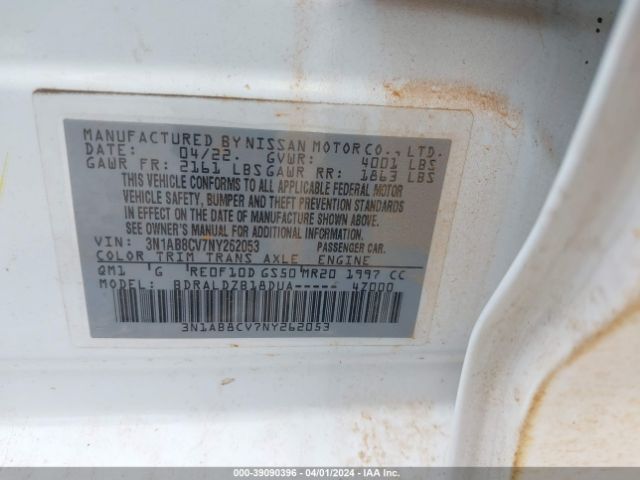 MANUFACTURED BY NISSAN MOTOR CO., LTD.
DATE: 04/22. GVWR: 4001 LBS
GAWR FR: 2161 LBS GAWR RR: 1863 LBS
THIS VEHICLE CONFORMS TO ALL APPLICABLE FEDERAL MOTOR
VEHICLE SAFETY, BUMPER, AND THEFT PREVENTION STANDARDS
IN EFFECT ON THE DATE OF MANUFACTURE SHOWN ABOVE.
SEE OWNER'S MANUAL FOR ADDITIONAL INFORMATION.
VIN: 3N1AB8CV7NY262053 PASSENGER CAR.
COLOR TRIM TRANS AXLE ENGINE
QM1 G RE0F10D GS50 MR20 1997 CC
MODEL: BDRALDZB18DUA----- 47000
3N1AB8CV7NY262053
000-39090396 - 04/01/2024 - IAA Inc.